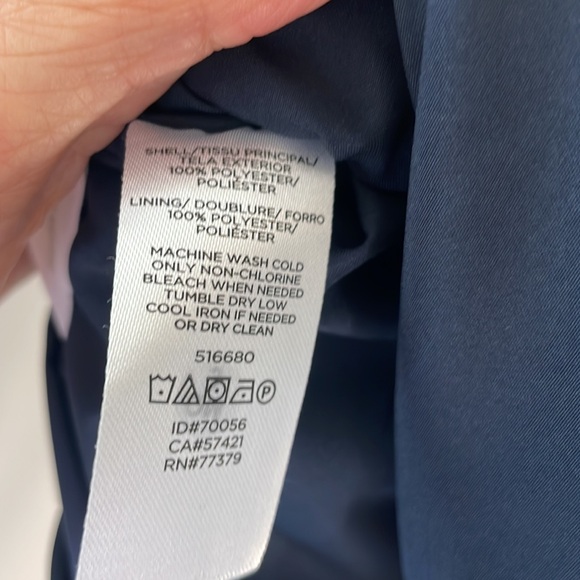 SHELL/TISSU PRINCIPAL/
TELA EXTERIOR
100% POLYESTER/
POLIÉSTER
LINING/ DOUBLURE/ FORRO
100% POLYESTER/
POLIÉSTER
MACHINE WASH COLD
ONLY NON-CHLORINE
BLEACH WHEN NEEDED
TUMBLE DRY LOW
COOL IRON IF NEEDED
OR DRY CLEAN
516680
P
ID#70056
CA#57421
RN#77379